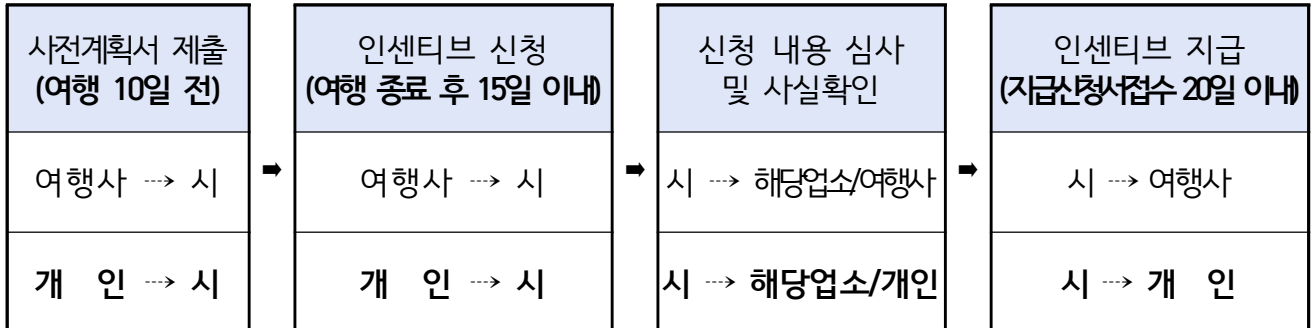 사전계획서 제출
(여행 10일 전)
인센티브 신청
(여행 종료 후 15일 이내)
신청 내용 심사
및 사실확인
인센티브 지급
(지급신청서접수 20일 이내)
여행사 ⤑ 시
➡
여행사 ⤑ 시
➡
시 ⤑ 해당업소/여행사
➡
시 ⤑ 여행사
개 인 ⤑ 시
개 인 ⤑ 시
시 ⤑ 해당업소/개인
시 ⤑ 개 인